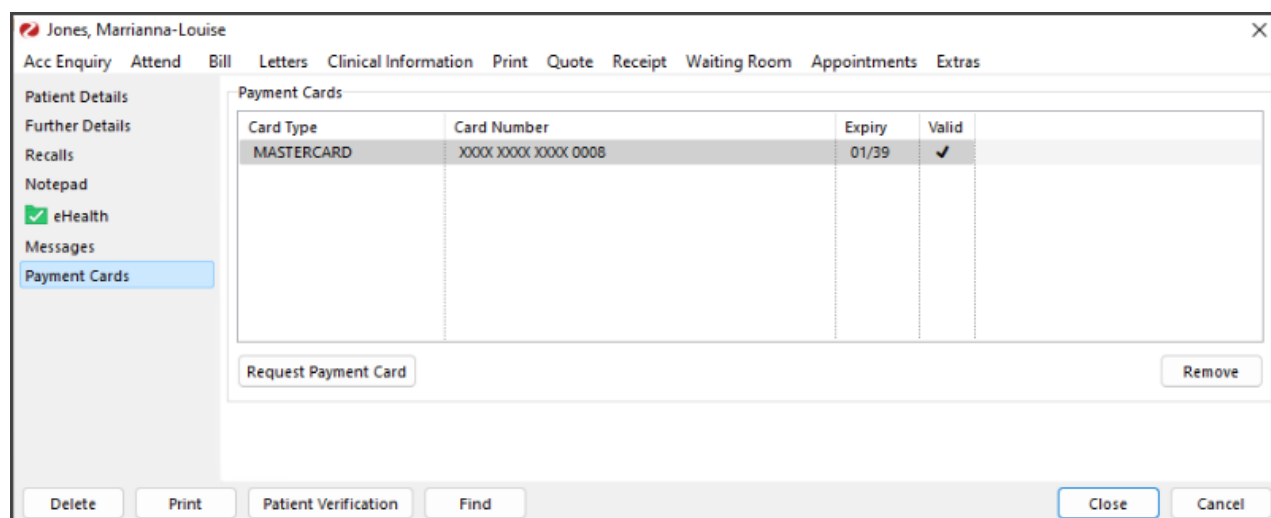 Jones, Marrianna-Louise
Acc Enquiry Attend Bill Letters Clinical Information Print Quote Receipt Waiting Room Appointments Extras
Patient Details
Further Details
Recalls
Notepad
eHealth
Messages
Payment Cards
Payment Cards
Card Type Card Number Expiry Valid
MASTERCARD XXXX XXXX XXXX 0008 01/39 ✔
Request Payment Card Remove
Delete Print Patient Verification Find Close Cancel